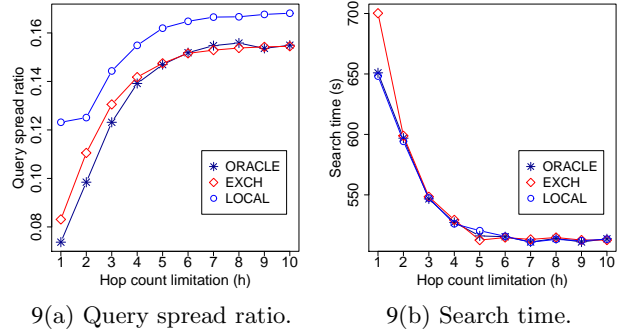 Query spread ratio
0.16
0.14
0.12
0.10
0.08
ORACLE
EXCH
LOCAL
1 2 3 4 5 6 7 8 9 10
Hop count limitation (h)
9(a) Query spread ratio.
Search time (s)
700
650
600
550
ORACLE
EXCH
LOCAL
1 2 3 4 5 6 7 8 9 10
Hop count limitation (h)
9(b) Search time.